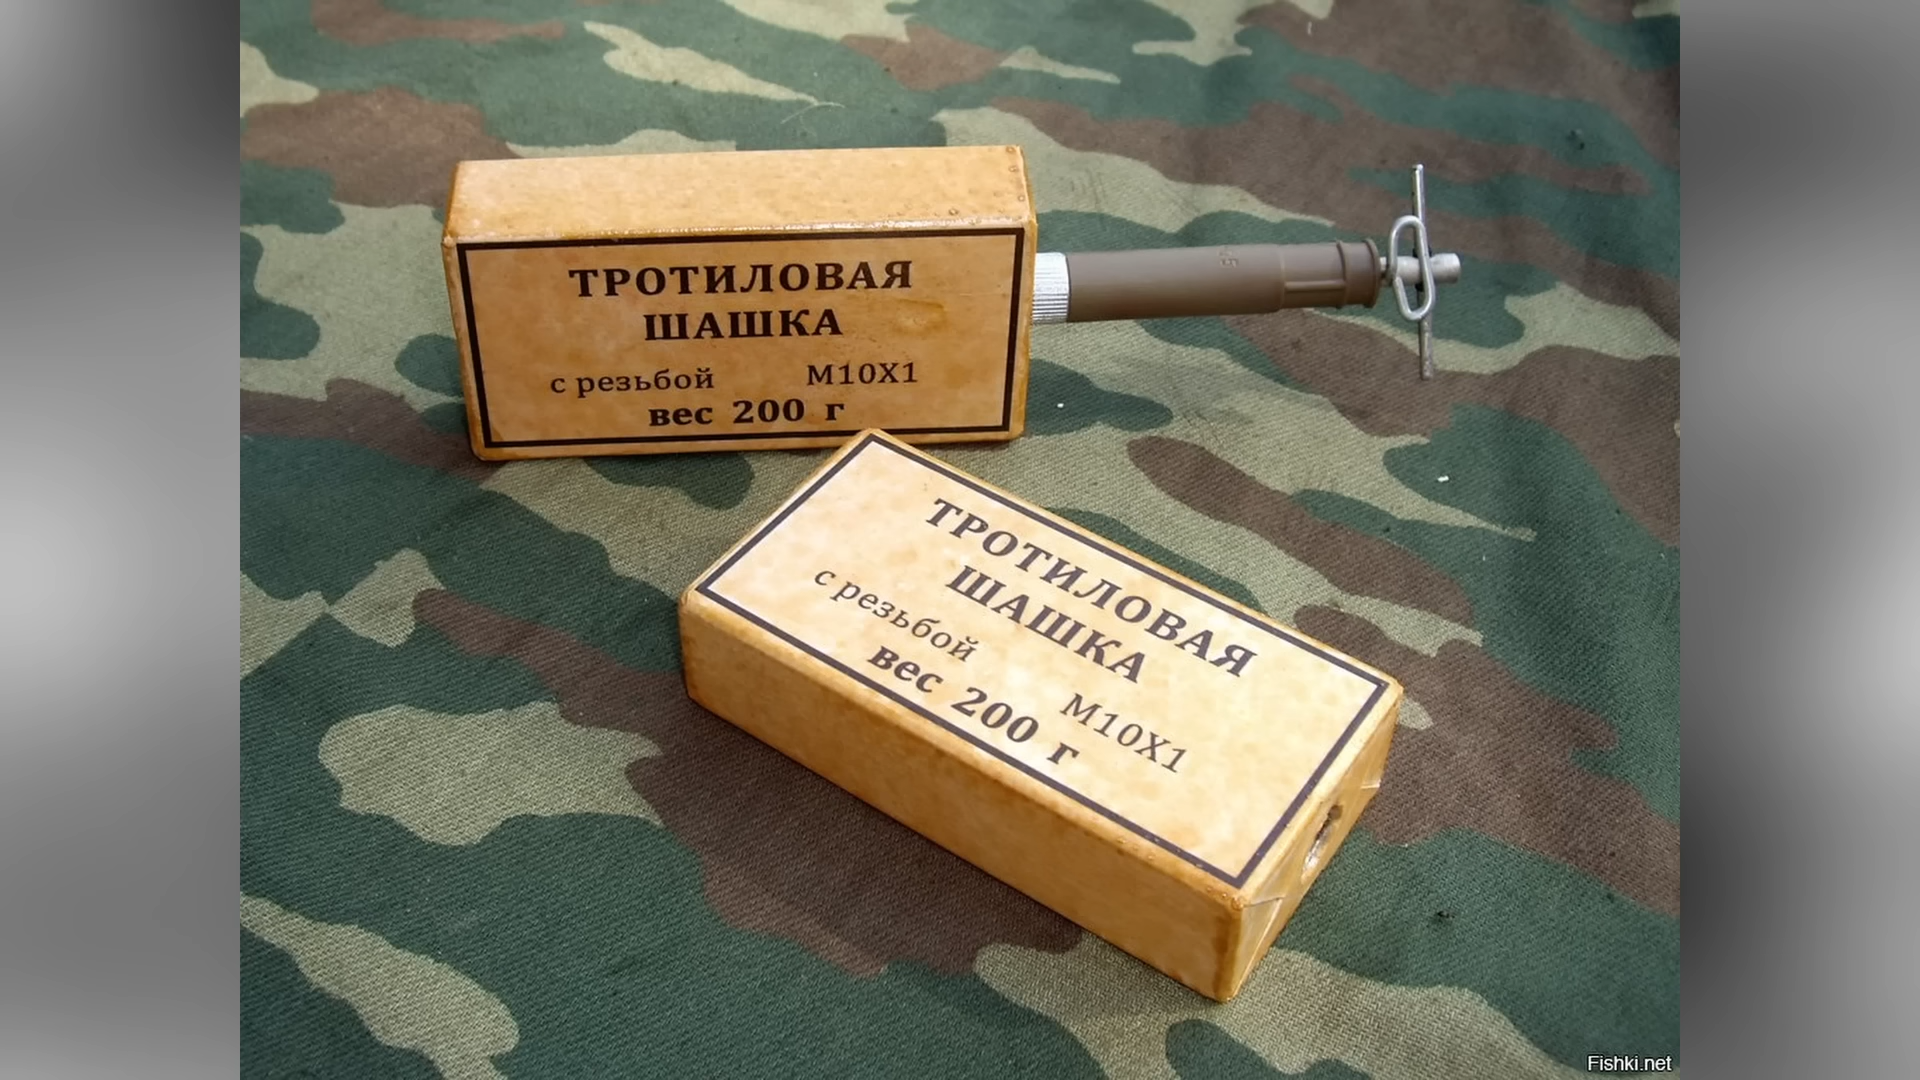 ТРОТИЛОВАЯ
ШАШКА
с резьбой М10Х1
вес 200 г
ТРОТИЛОВАЯ
ШАШКА
с резьбой М10Х1
вес 200 г
Fishki.net